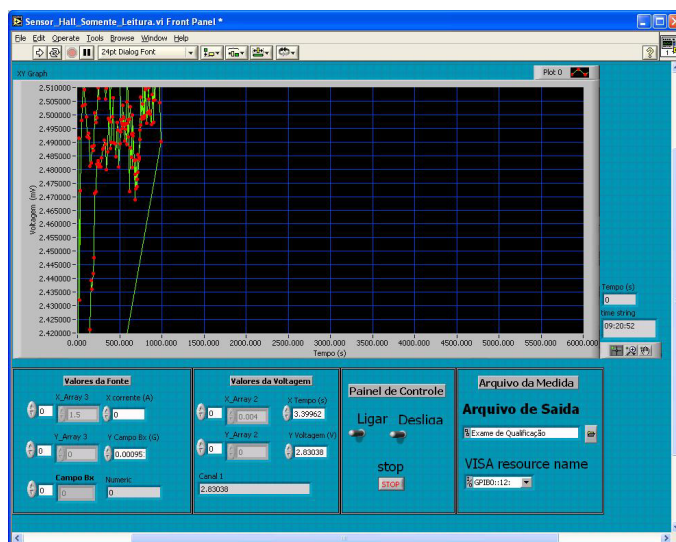 Sensor_Hall_Somente_Leitura.vi Front Panel *
File Edit Operate Tools Browse Window Help
24pt Dialog Font
XY Graph
Plot 0
2.510000
2.505000
2.500000
2.495000
2.490000
2.485000
2.480000
2.475000
2.470000
2.465000
2.460000
2.455000
2.450000
2.445000
2.440000
2.435000
2.430000
2.425000
2.420000
Voltagem (mV)
0.000 500.000 1000.000 1500.000 2000.000 2500.000 3000.000 3500.000 4000.000 4500.000 5000.000 5500.000 6000.000
Tempo (s)
Tempo (s)
0
time string
09:20:52
Valores da Fonte
X_Array 3 X corrente (A)
0 1.5 0
Y_Array 3 Y Campo Bx (G)
0 0 0.00095
Campo Bx Numeric
0 0 0
Valores da Voltagem
X_Array 2 X Tempo (s)
0 0.004 3.39962
Y_Array 2 Y Voltagem (V)
0 0 2.83038
Canal 1
2.83038
Painel de Controle
Ligar Desliga
stop
STOP
Arquivo da Medida
Arquivo de Saida
Exame de Qualificação
VISA resource name
GPIB0::12: